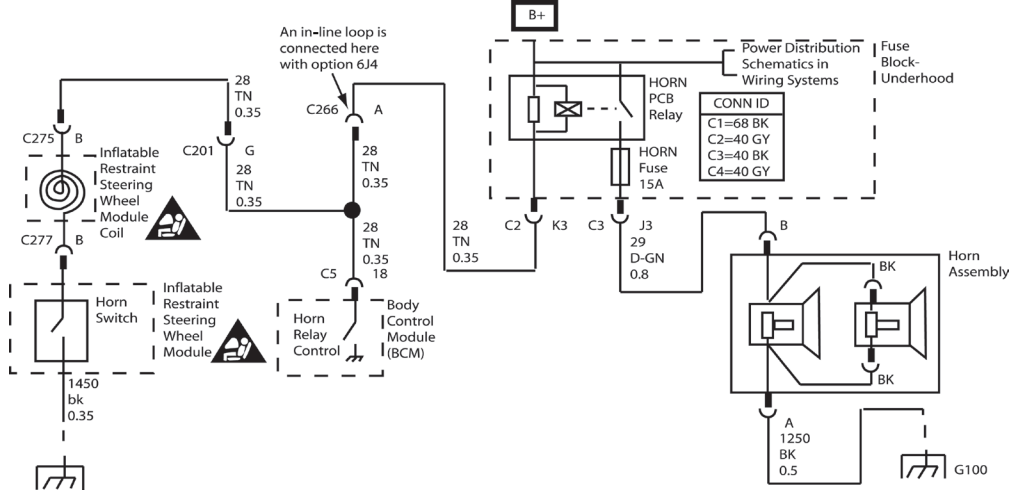 B+
An in-line loop is
connected here
with option 6J4
Power Distribution
Schematics in
Wiring Systems
Fuse
Block-
Underhood
28
TN
0.35
C266 A
HORN
PCB
Relay
CONN ID
C1=68 BK
C2=40 GY
C3=40 BK
C4=40 GY
C275 B
C201 G
Inflatable
Restraint
Steering
Wheel
Module
Coil
28
TN
0.35
28
TN
0.35
HORN
Fuse
15A
C277 B
28
TN
0.35
28
TN
0.35
C2 K3
C3 J3
29
D-GN
0.8
B
C5 18
Horn
Assembly
BK
Horn
Switch
Inflatable
Restraint
Steering
Wheel
Module
Horn
Relay
Control
Body
Control
Module
(BCM)
BK
1450
bk
0.35
A
1250
BK
0.5
G100